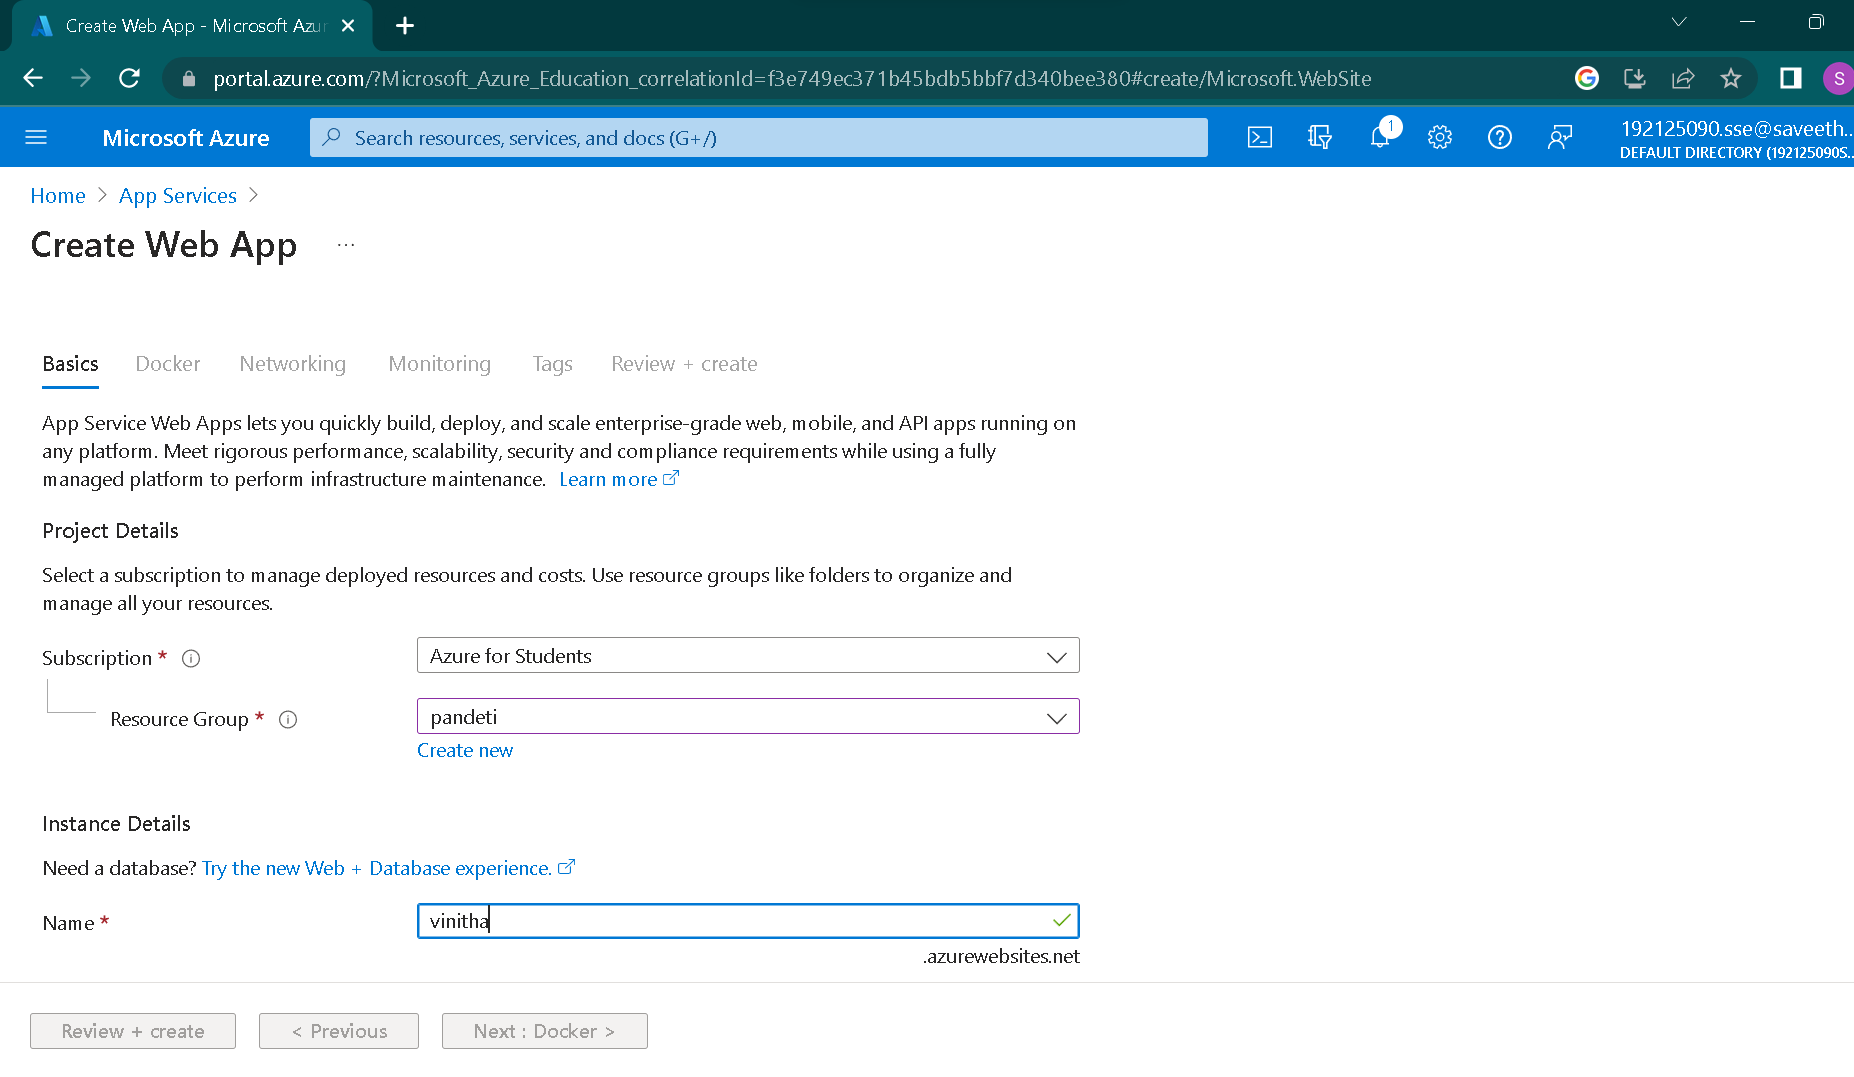 Create Web App - Microsoft Azur
portal.azure.com/?Microsoft_Azure_Education_correlationId=f3e749ec371b45bdb5bbf7d340bee380#create/Microsoft.WebSite
S
Microsoft Azure
Search resources, services, and docs (G+/)
1
192125090.sse@saveeth...
DEFAULT DIRECTORY (192125090S...
Home > App Services >
Create Web App ...
Basics Docker Networking Monitoring Tags Review + create
App Service Web Apps lets you quickly build, deploy, and scale enterprise-grade web, mobile, and API apps running on
any platform. Meet rigorous performance, scalability, security and compliance requirements while using a fully
managed platform to perform infrastructure maintenance. Learn more
Project Details
Select a subscription to manage deployed resources and costs. Use resource groups like folders to organize and
manage all your resources.
Subscription * Azure for Students
Resource Group * pandeti
Create new
Instance Details
Need a database? Try the new Web + Database experience.
Name * vinitha
.azurewebsites.net
Review + create < Previous Next : Docker >